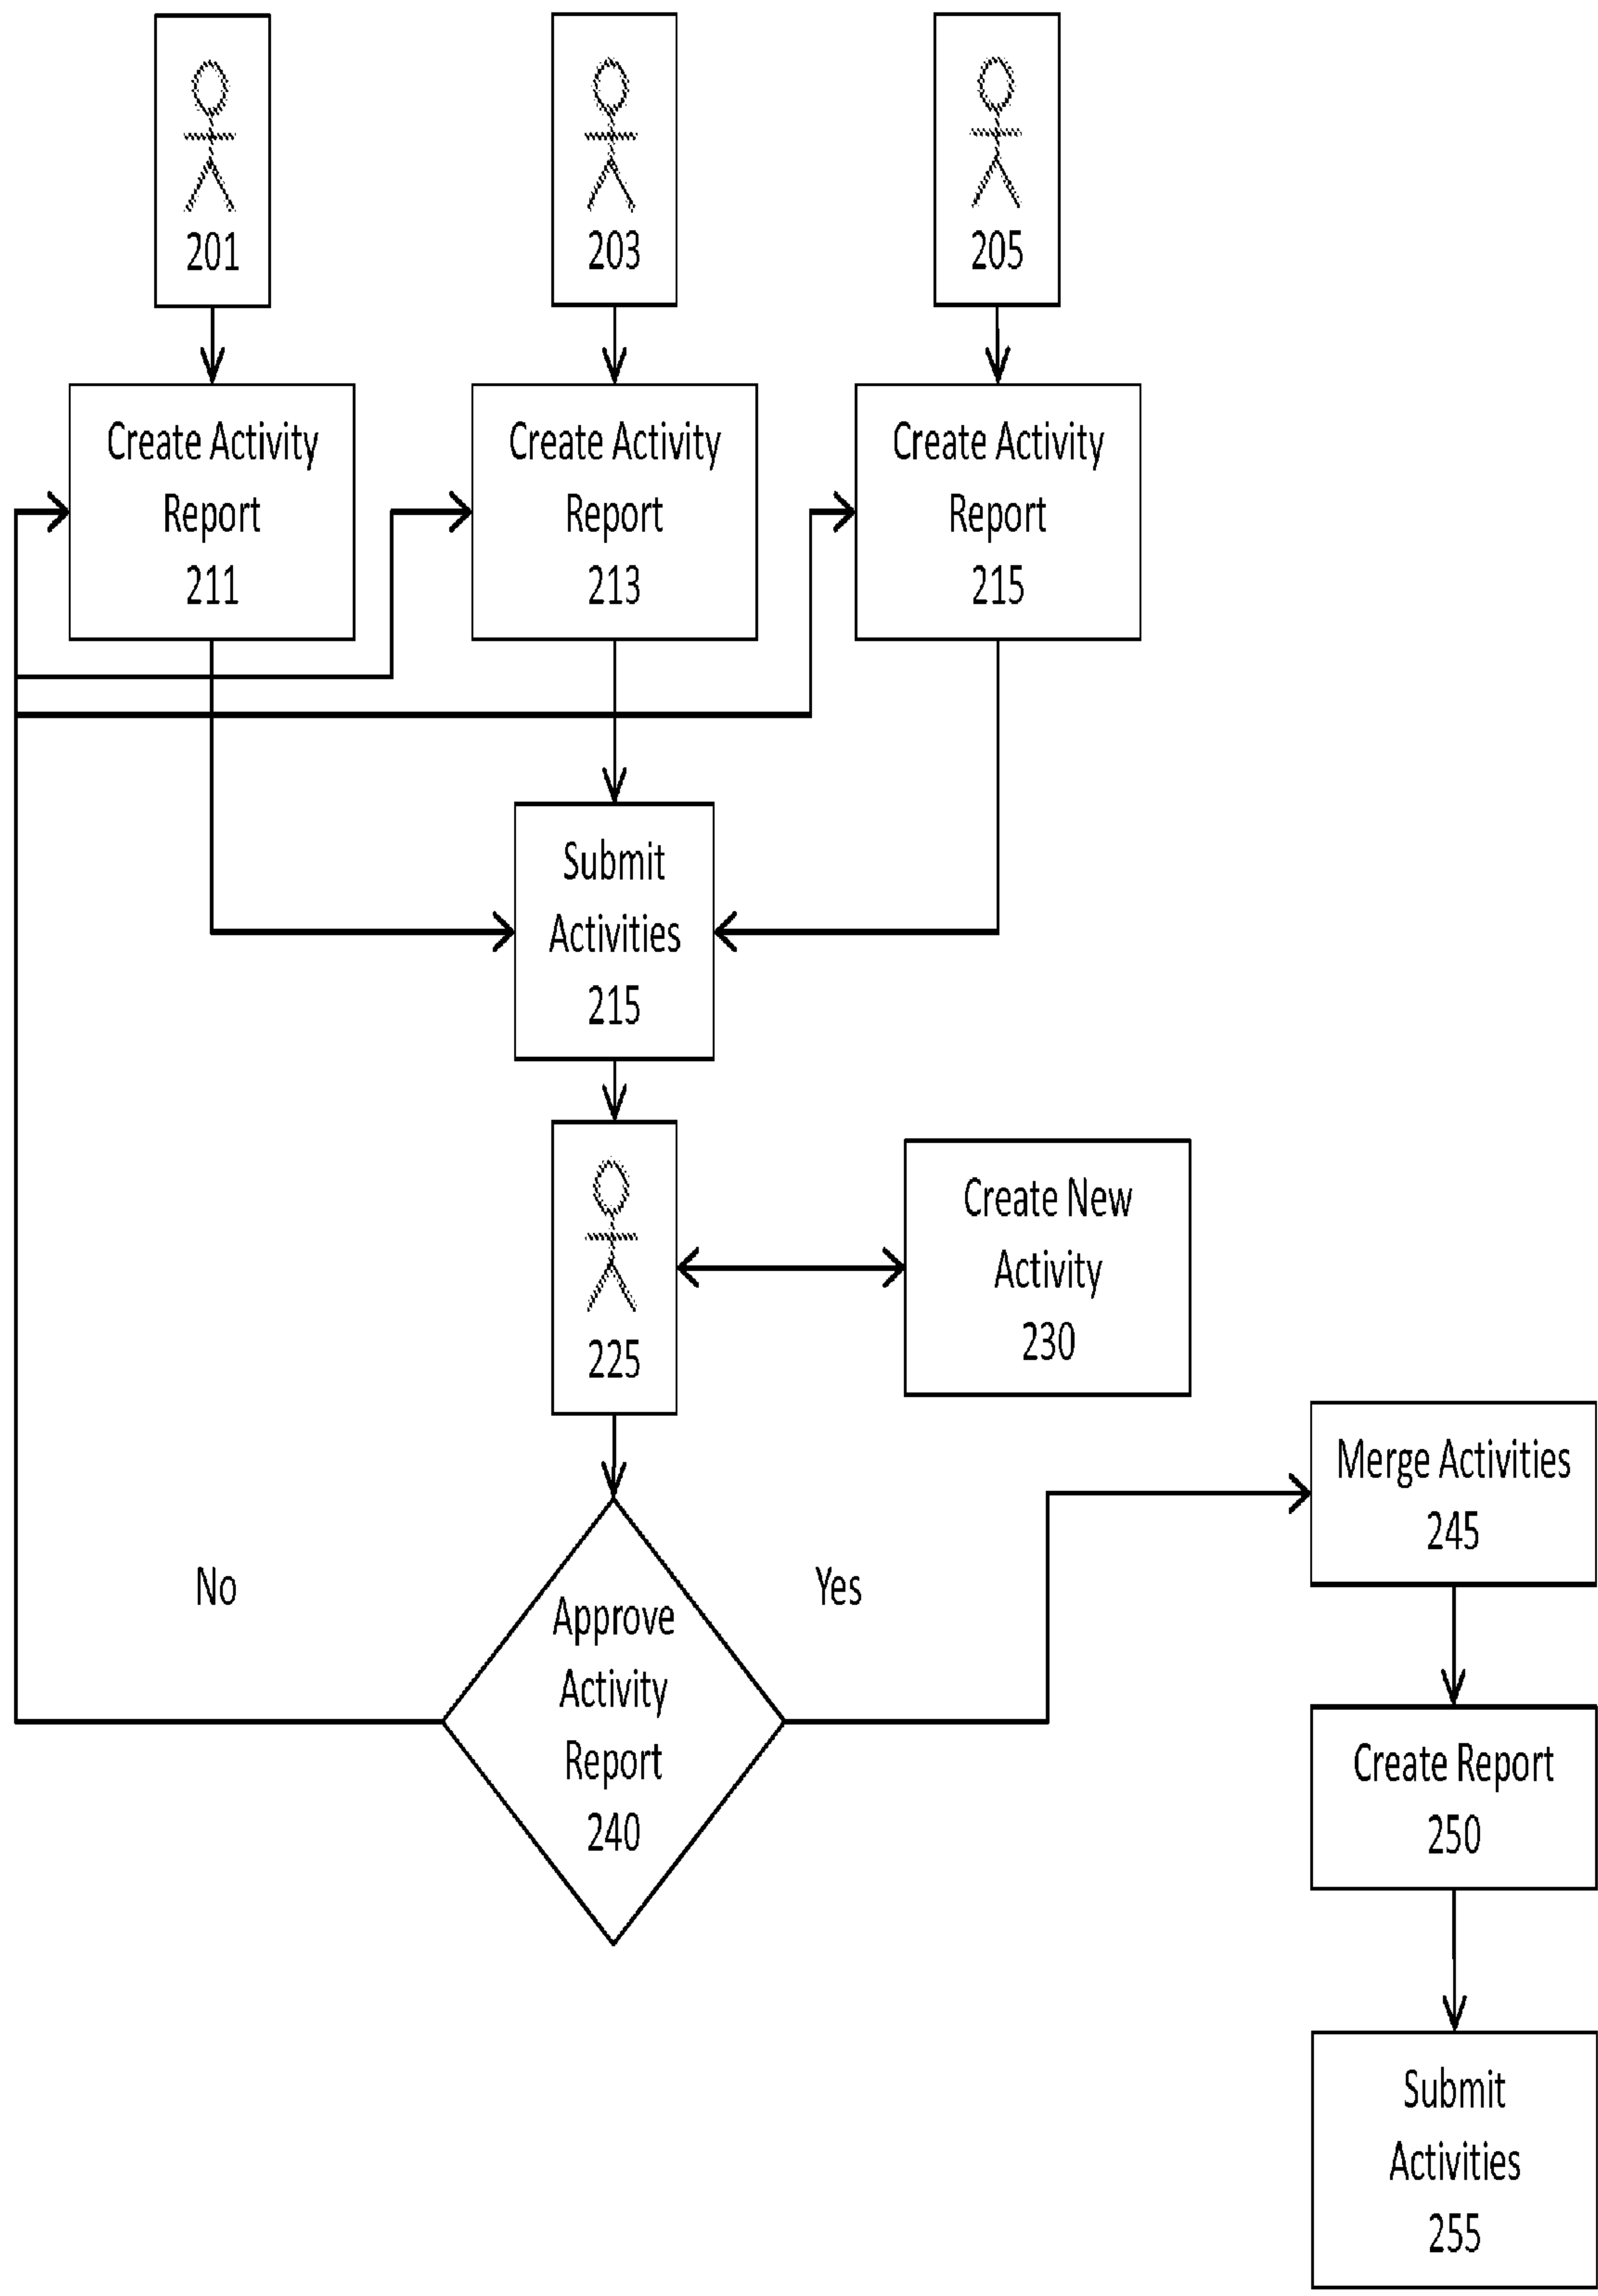 201
203
205
Create Activity
Report
211
Create Activity
Report
213
Create Activity
Report
215
Submit
Activities
215
225
Create New
Activity
230
No
Yes
Approve
Activity
Report
240
Merge Activities
245
Create Report
250
Submit
Activities
255